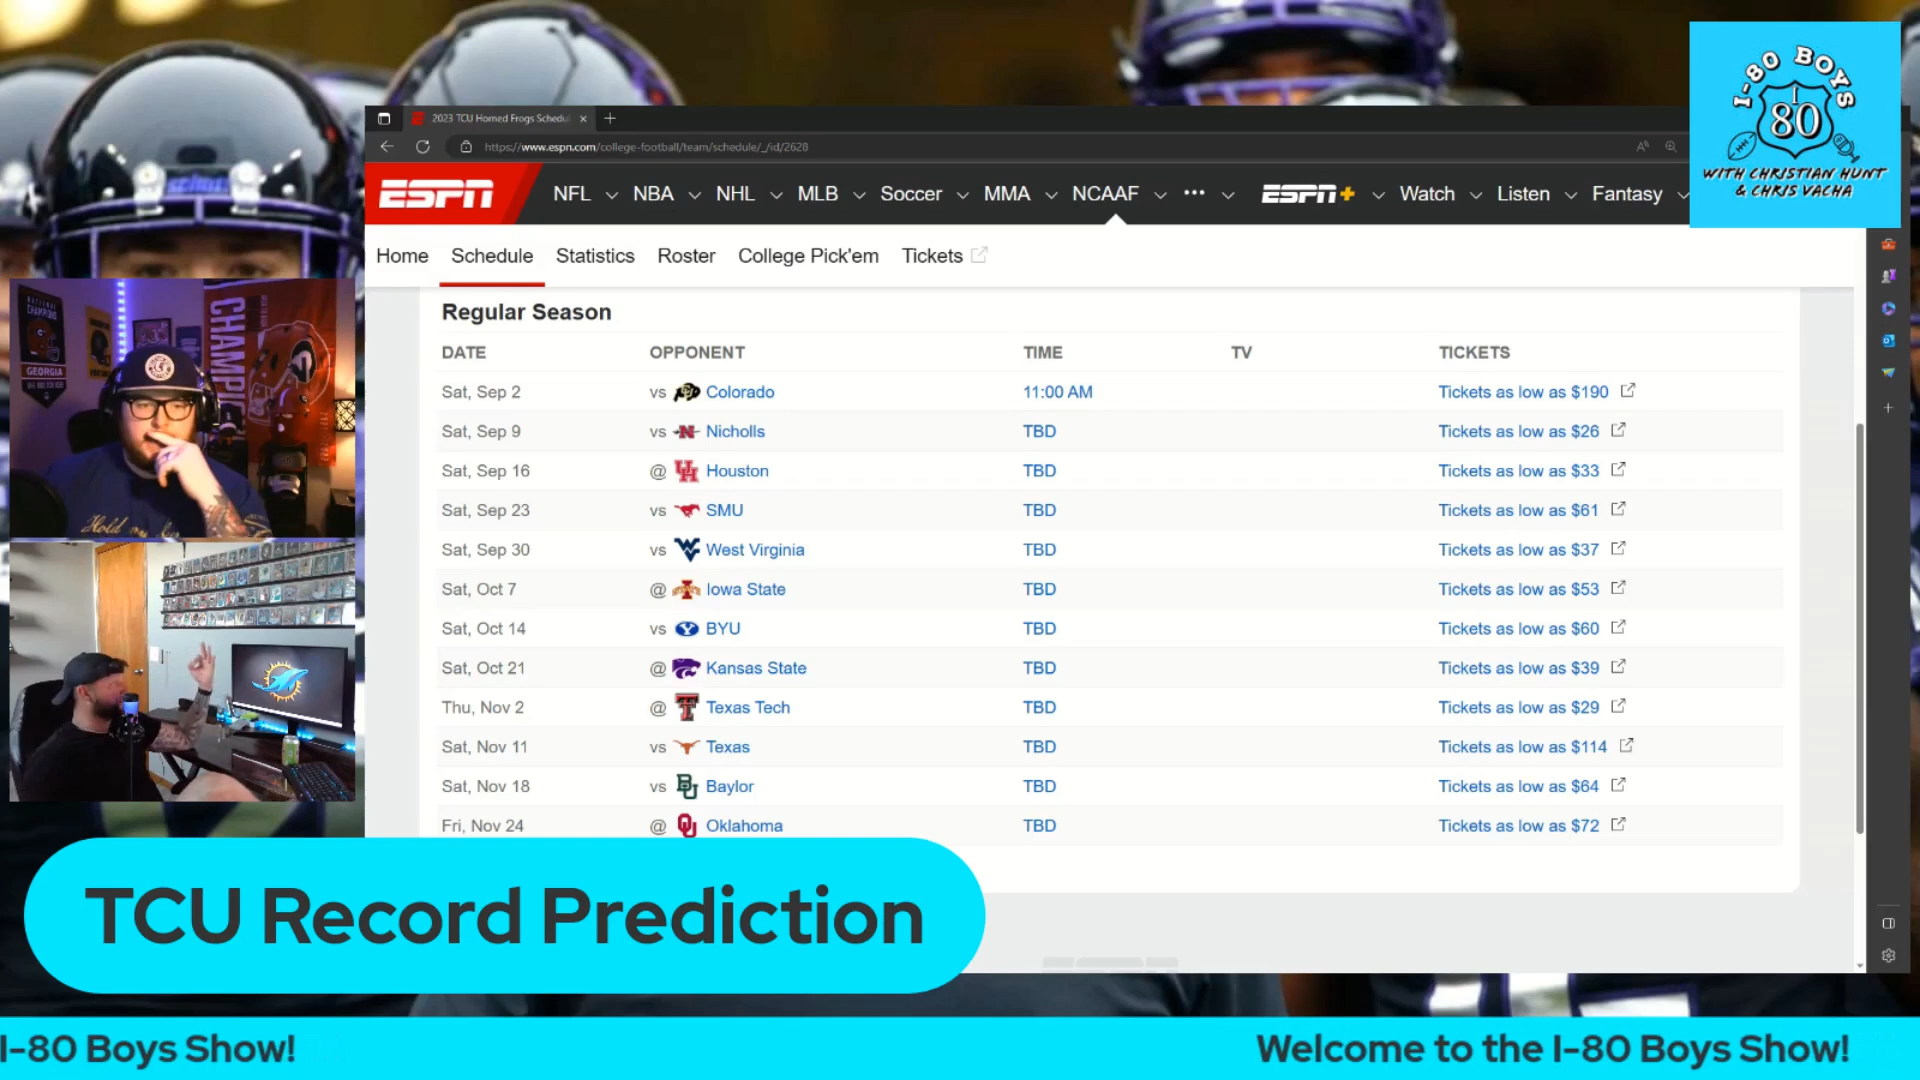 I-80 BOYS
I
80
WITH CHRISTIAN HUNT
& CHRIS VACHA
2023 TCU Horned Frogs Schedu
https://www.espn.com/college-football/team/schedule/_/id/2628
ESPN NFL NBA NHL MLB Soccer MMA NCAAF ... ESPN+ Watch Listen Fantasy
Home Schedule Statistics Roster College Pick'em Tickets
Regular Season
DATE OPPONENT TIME TV TICKETS
Sat, Sep 2 vs Colorado 11:00 AM Tickets as low as $190
Sat, Sep 9 vs Nicholls TBD Tickets as low as $26
Sat, Sep 16 @ Houston TBD Tickets as low as $33
Sat, Sep 23 vs SMU TBD Tickets as low as $61
Sat, Sep 30 vs West Virginia TBD Tickets as low as $37
Sat, Oct 7 @ Iowa State TBD Tickets as low as $53
Sat, Oct 14 vs BYU TBD Tickets as low as $60
Sat, Oct 21 @ Kansas State TBD Tickets as low as $39
Thu, Nov 2 @ Texas Tech TBD Tickets as low as $29
Sat, Nov 11 vs Texas TBD Tickets as low as $114
Sat, Nov 18 vs Baylor TBD Tickets as low as $64
Fri, Nov 24 @ Oklahoma TBD Tickets as low as $72
NATIONAL
CHAMPIONS
GEORGIA
CHAMPI
Hold
TCU Record Prediction
I-80 Boys Show! Welcome to the I-80 Boys Show!